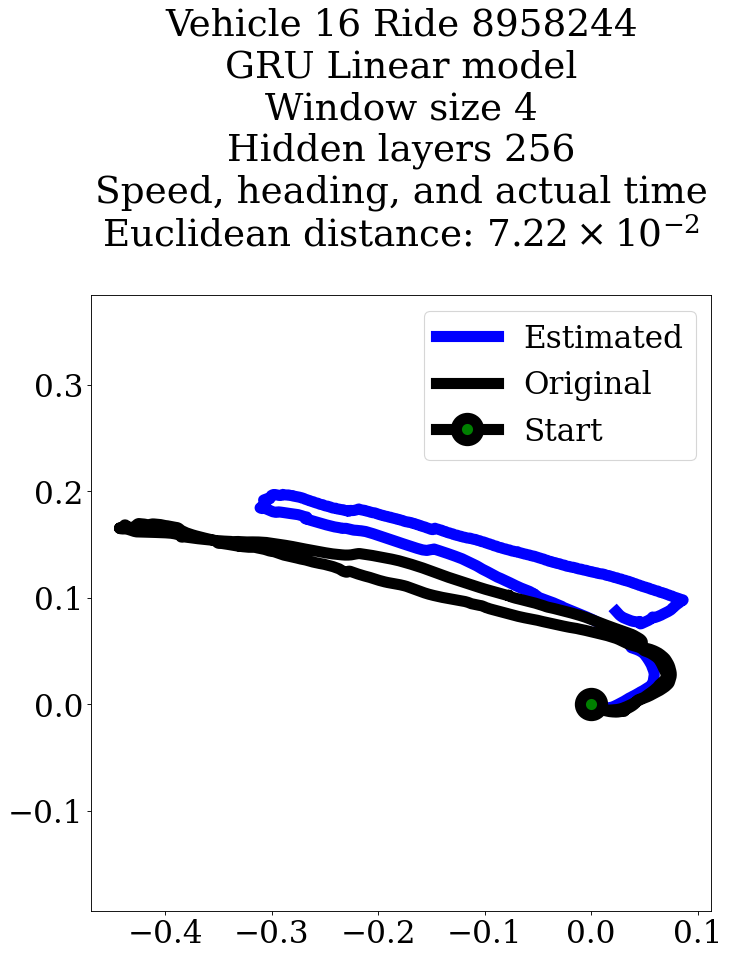 Vehicle 16 Ride 8958244
GRU Linear model
Window size 4
Hidden layers 256
Speed, heading, and actual time
Euclidean distance: 7.22 × 10⁻²
Estimated
Original
Start
0.3
0.2
0.1
0.0
−0.1
−0.4 −0.3 −0.2 −0.1 0.0 0.1